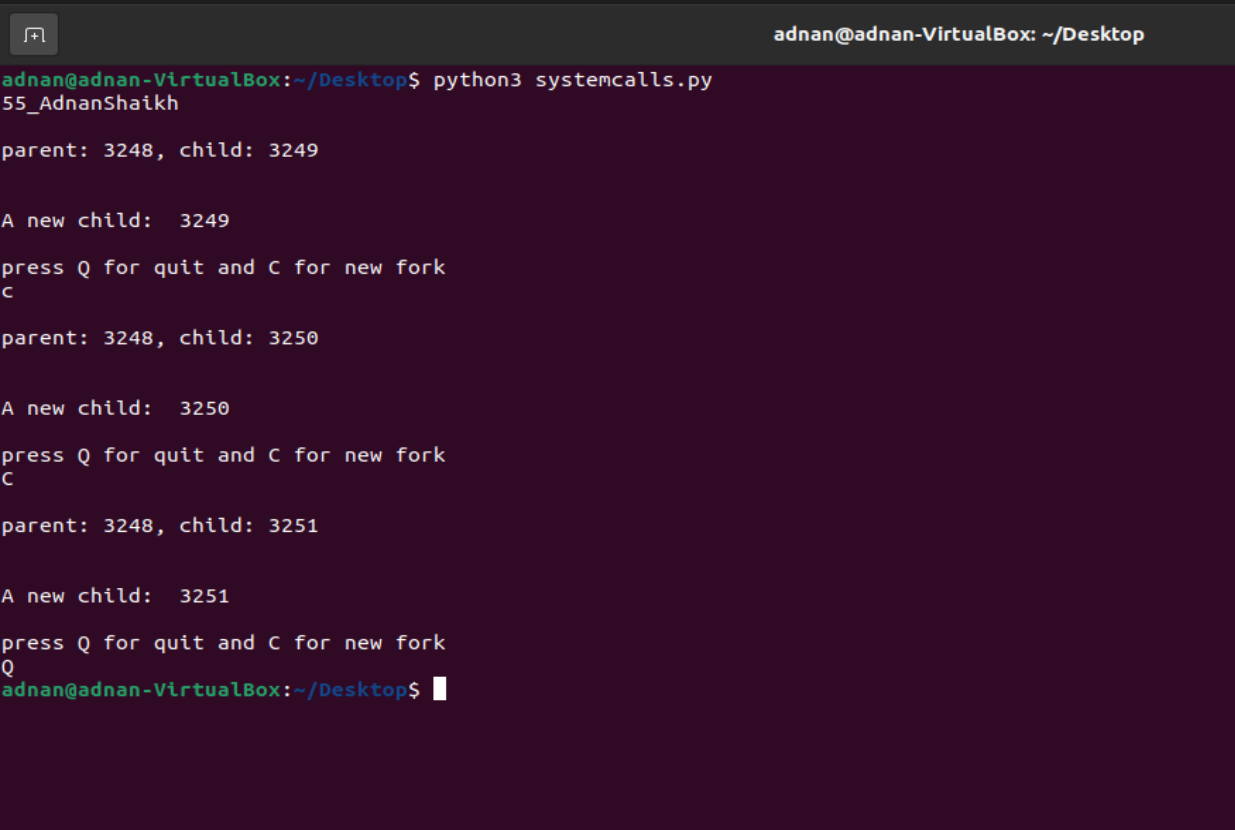 adnan@adnan-VirtualBox: ~/Desktop
adnan@adnan-VirtualBox:~/Desktop$ python3 systemcalls.py
55_AdnanShaikh
parent: 3248, child: 3249
A new child:  3249
press Q for quit and C for new fork
c
parent: 3248, child: 3250
A new child:  3250
press Q for quit and C for new fork
C
parent: 3248, child: 3251
A new child:  3251
press Q for quit and C for new fork
Q
adnan@adnan-VirtualBox:~/Desktop$